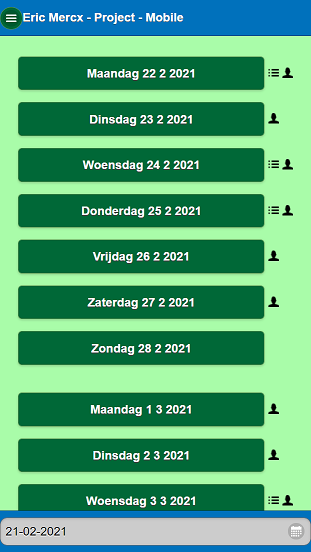 Eric Mercx - Project - Mobile
Maandag 22 2 2021
Dinsdag 23 2 2021
Woensdag 24 2 2021
Donderdag 25 2 2021
Vrijdag 26 2 2021
Zaterdag 27 2 2021
Zondag 28 2 2021
Maandag 1 3 2021
Dinsdag 2 3 2021
Woensdag 3 3 2021
21-02-2021